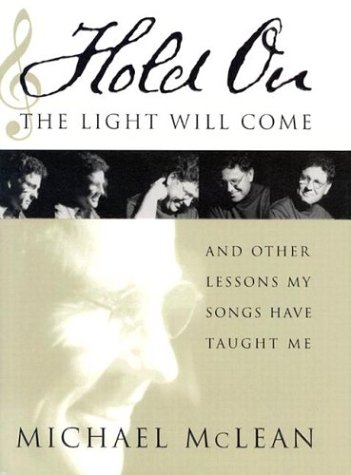 Hold On
THE LIGHT WILL COME
AND OTHER
LESSONS MY
SONGS HAVE
TAUGHT ME
MICHAEL McLEAN